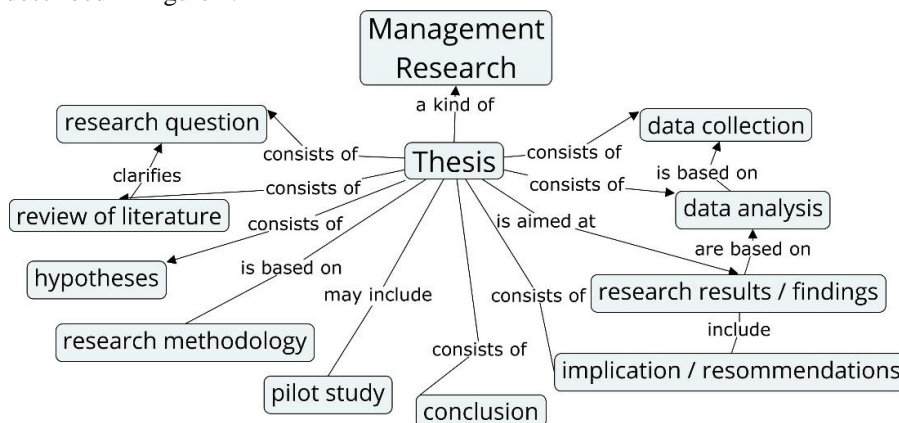 Management
Research
a kind of
research question
data collection
consists of
Thesis
consists of
clarifies
is based on
consists of
consists of
review of literature
consists of
is aimed at
data analysis
hypotheses
is based on
are based on
may include
consists of
research results / findings
research methodology
include
consists of
implication / resommendations
pilot study
conclusion